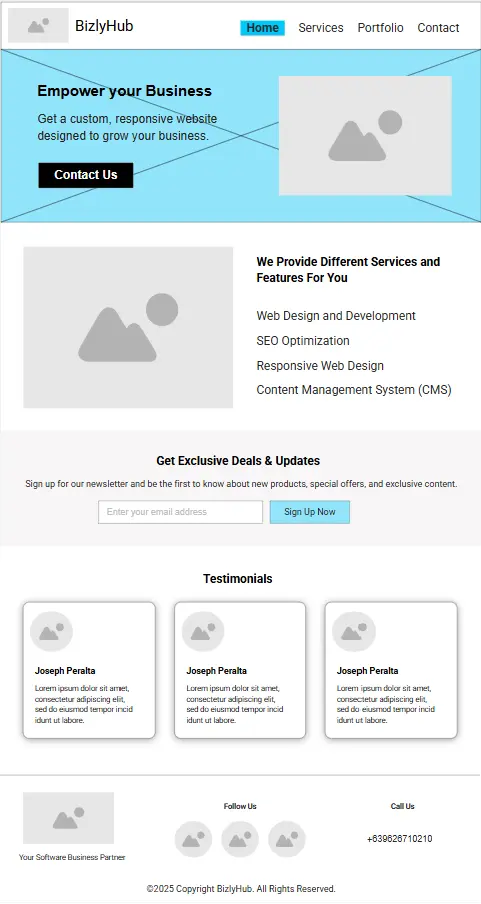 BizlyHub
Home Services Portfolio Contact
Empower your Business
Get a custom, responsive website
designed to grow your business.
Contact Us
We Provide Different Services and
Features For You
Web Design and Development
SEO Optimization
Responsive Web Design
Content Management System (CMS)
Get Exclusive Deals & Updates
Sign up for our newsletter and be the first to know about new products, special offers, and exclusive content.
Enter your email address
Sign Up Now
Testimonials
Joseph Peralta
Lorem ipsum dolor sit amet,
consectetur adipiscing elit,
sed do eiusmod tempor incid
idunt ut labore.
Joseph Peralta
Lorem ipsum dolor sit amet,
consectetur adipiscing elit,
sed do eiusmod tempor incid
idunt ut labore.
Joseph Peralta
Lorem ipsum dolor sit amet,
consectetur adipiscing elit,
sed do eiusmod tempor incid
idunt ut labore.
Your Software Business Partner
Follow Us
Call Us
+639626710210
©2025 Copyright BizlyHub. All Rights Reserved.